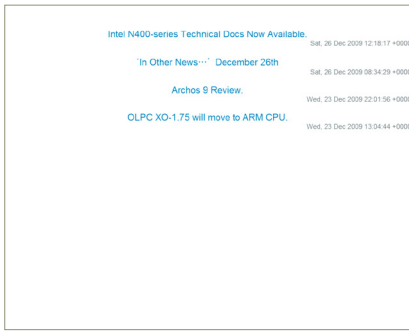 Intel N400-series Technical Docs Now Available.
Sat, 26 Dec 2009 12:18:17 +0000
`In Other News…´ December 26th
Sat, 26 Dec 2009 08:34:29 +0000
Archos 9 Review.
Wed, 23 Dec 2009 22:01:56 +0000
OLPC XO-1.75 will move to ARM CPU.
Wed, 23 Dec 2009 13:04:44 +0000